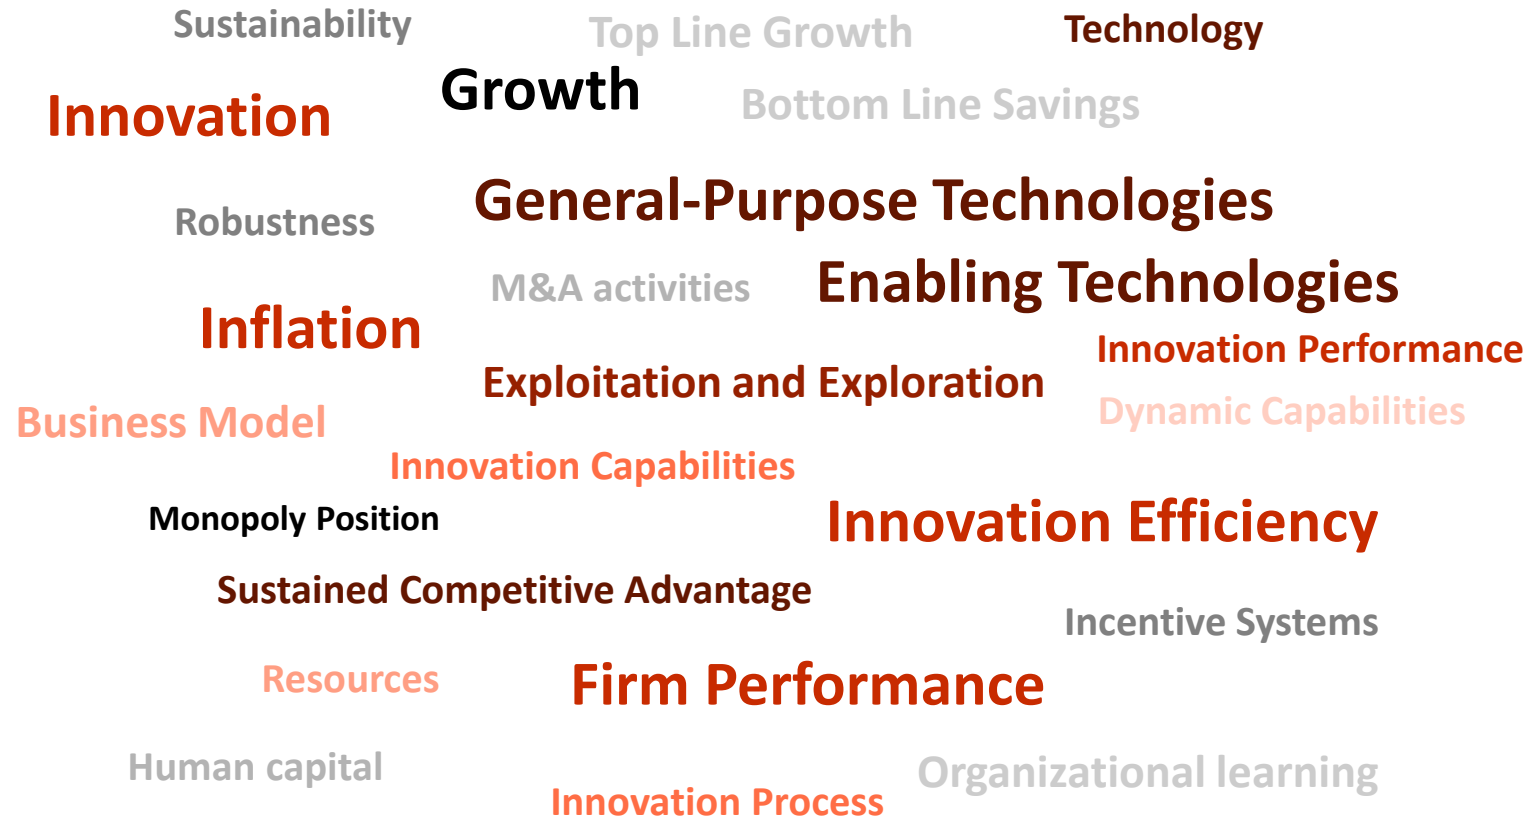 Sustainability
Top Line Growth
Technology
Growth
Innovation
Bottom Line Savings
General-Purpose Technologies
Robustness
Enabling Technologies
M&A activities
Inflation
Innovation Performance
Exploitation and Exploration
Dynamic Capabilities
Business Model
Innovation Capabilities
Monopoly Position
Innovation Efficiency
Sustained Competitive Advantage
Incentive Systems
Resources
Firm Performance
Human capital
Organizational learning
Innovation Process